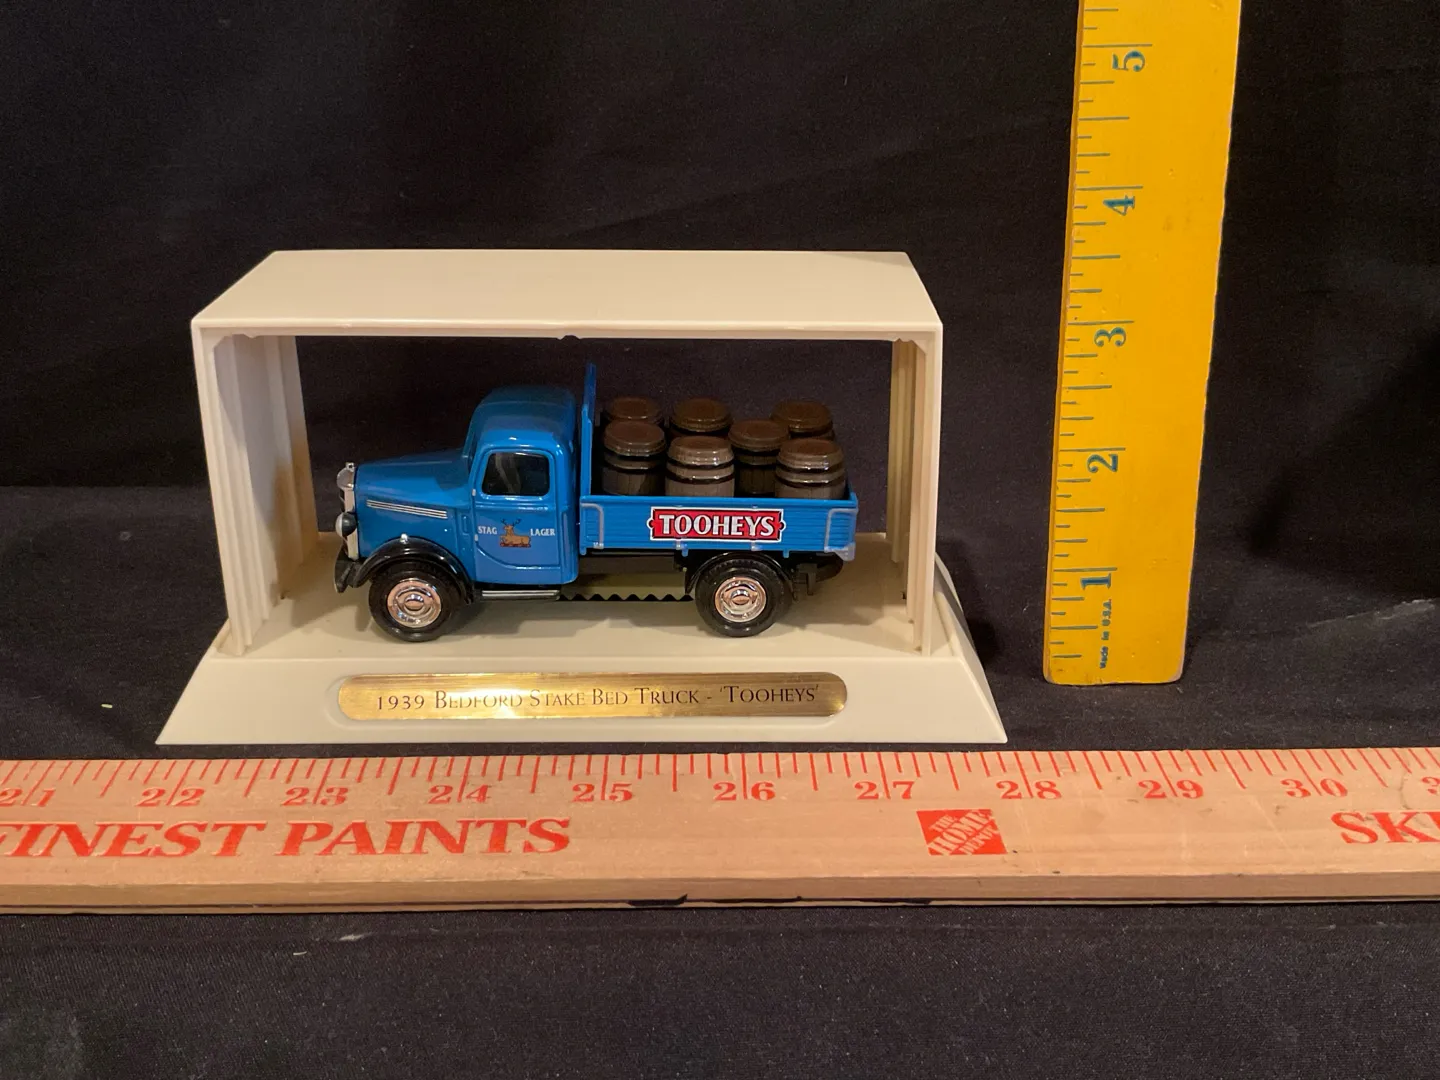 5
4
3
2
1
Made in U.S.A.
STAG LAGER
TOOHEYS
1939 BEDFORD STAKE BED TRUCK - 'TOOHEYS'
21 22 23 24 25 26 27 28 29 30
FINEST PAINTS
THE HOME DEPOT